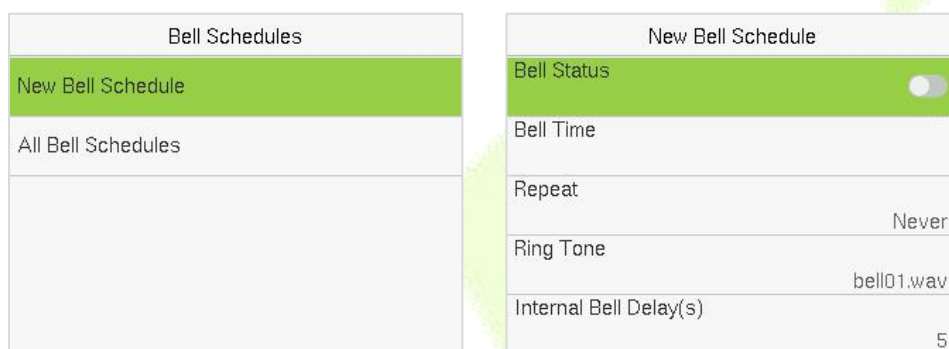 Bell Schedules
New Bell Schedule
All Bell Schedules
New Bell Schedule
Bell Status
Bell Time
Repeat
Never
Ring Tone
bell01.wav
Internal Bell Delay(s)
5